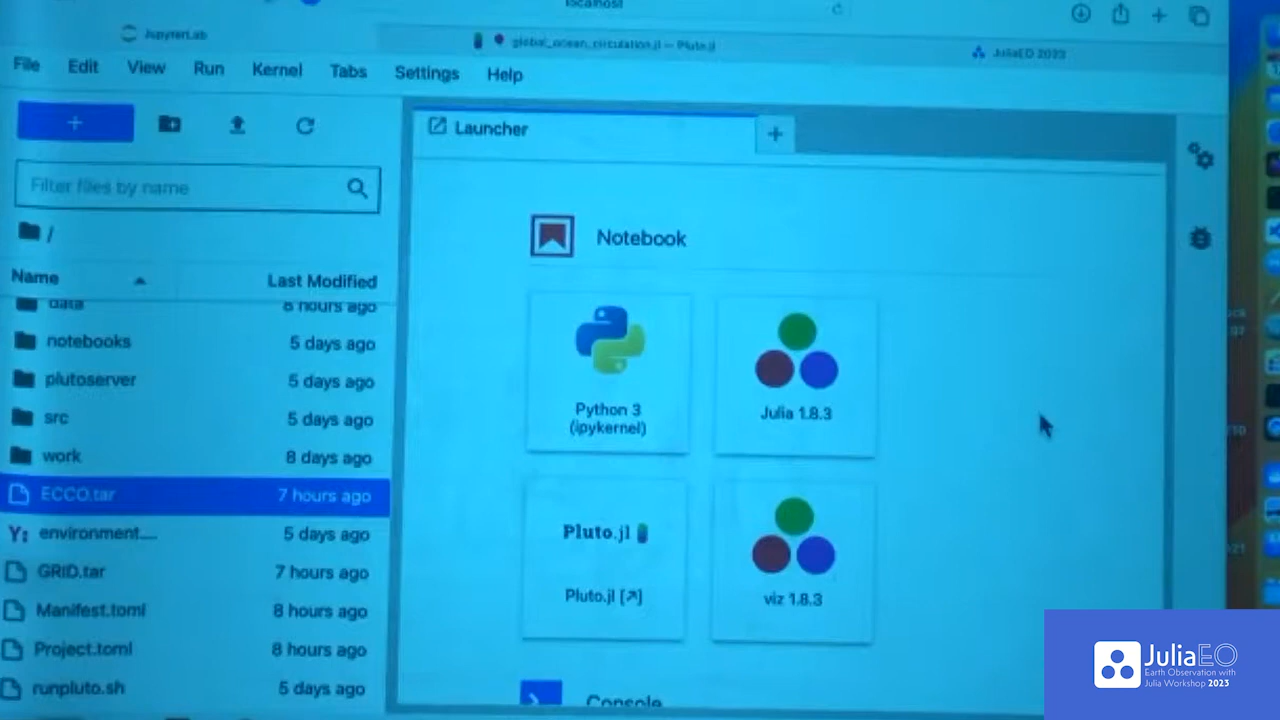 localhost
JupyterLab
global_ocean_circulation.jl — Pluto.jl
JuliaEO 2023
File Edit View Run Kernel Tabs Settings Help
+
Launcher
+
Filter files by name
/
Name Last Modified
data 8 hours ago
notebooks 5 days ago
plutoserver 5 days ago
src 5 days ago
work 8 days ago
ECCO.tar 7 hours ago
Y: environment.... 5 days ago
GRID.tar 7 hours ago
Manifest.toml 8 hours ago
Project.toml 8 hours ago
runpluto.sh 5 days ago
Notebook
Python 3
(ipykernel)
Julia 1.8.3
Pluto.jl
Pluto.jl [↗]
viz 1.8.3
Console
JuliaEO
Earth Observation with
Julia Workshop 2023